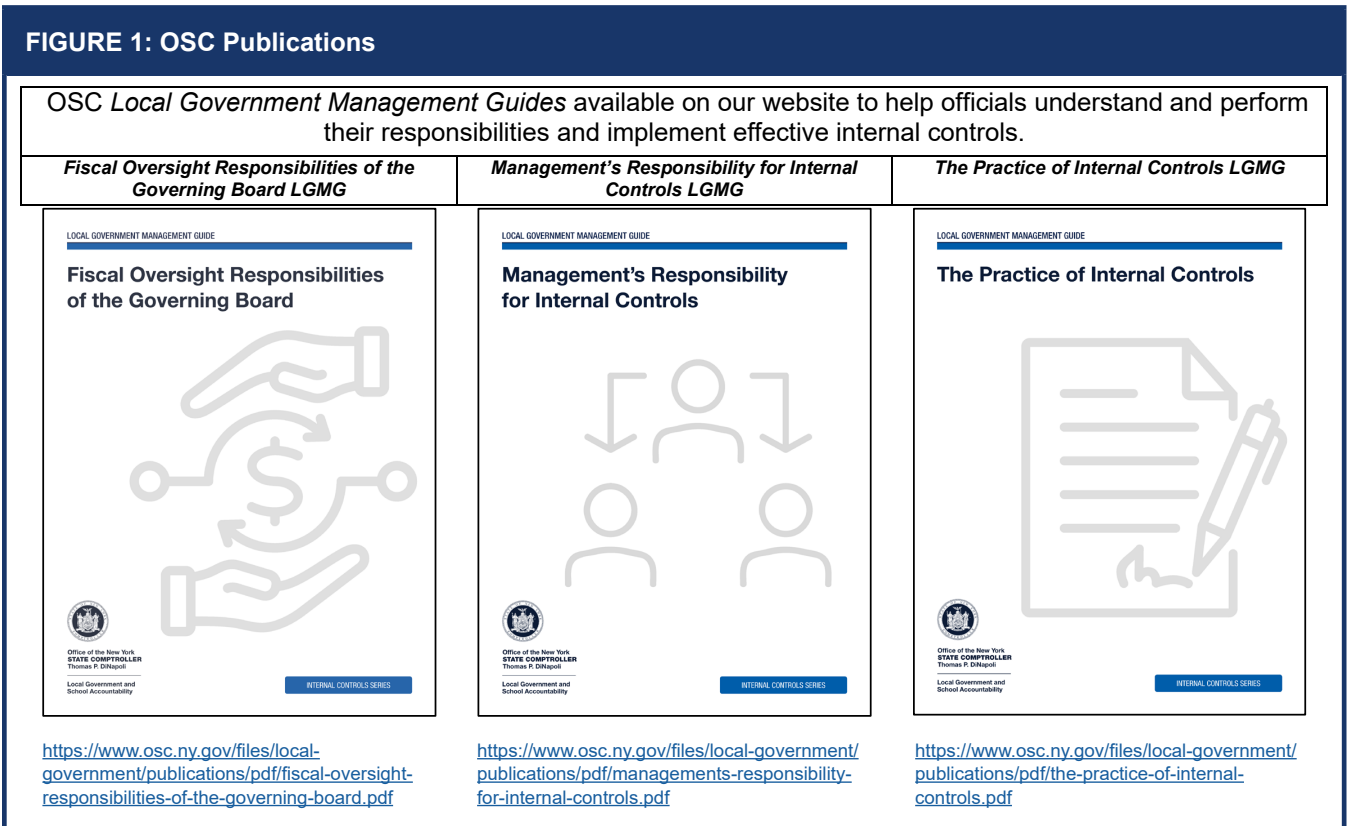 FIGURE 1: OSC Publications
OSC Local Government Management Guides available on our website to help officials understand and perform
their responsibilities and implement effective internal controls.
Fiscal Oversight Responsibilities of the
Governing Board LGMG
Management’s Responsibility for Internal
Controls LGMG
The Practice of Internal Controls LGMG
LOCAL GOVERNMENT MANAGEMENT GUIDE
Fiscal Oversight Responsibilities
of the Governing Board
$
Office of the New York
STATE COMPTROLLER
Thomas P. DiNapoli
Local Government and
School Accountability
INTERNAL CONTROLS SERIES
https://www.osc.ny.gov/files/local-
government/publications/pdf/fiscal-oversight-
responsibilities-of-the-governing-board.pdf
LOCAL GOVERNMENT MANAGEMENT GUIDE
Management’s Responsibility
for Internal Controls
Office of the New York
STATE COMPTROLLER
Thomas P. DiNapoli
Local Government and
School Accountability
INTERNAL CONTROLS SERIES
https://www.osc.ny.gov/files/local-government/
publications/pdf/managements-responsibility-
for-internal-controls.pdf
LOCAL GOVERNMENT MANAGEMENT GUIDE
The Practice of Internal Controls
Office of the New York
STATE COMPTROLLER
Thomas P. DiNapoli
Local Government and
School Accountability
INTERNAL CONTROLS SERIES
https://www.osc.ny.gov/files/local-government/
publications/pdf/the-practice-of-internal-
controls.pdf